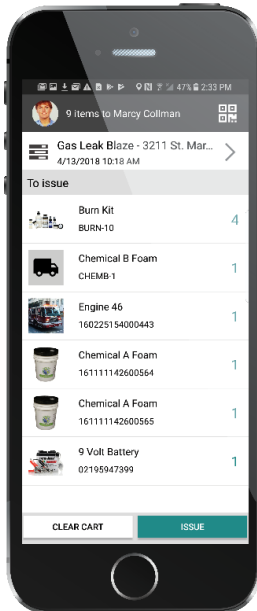 47% 2:33 PM
9 items to Marcy Collman
Gas Leak Blaze - 3211 St. Mar...
4/13/2018 10:18 AM
To issue
Burn Kit
4
BURN-10
Chemical B Foam
1
CHEMB-1
Engine 46
1
160225154000443
Chemical A Foam
1
161111142600564
Chemical A Foam
1
161111142600565
9 Volt Battery
1
02195947399
CLEAR CART ISSUE